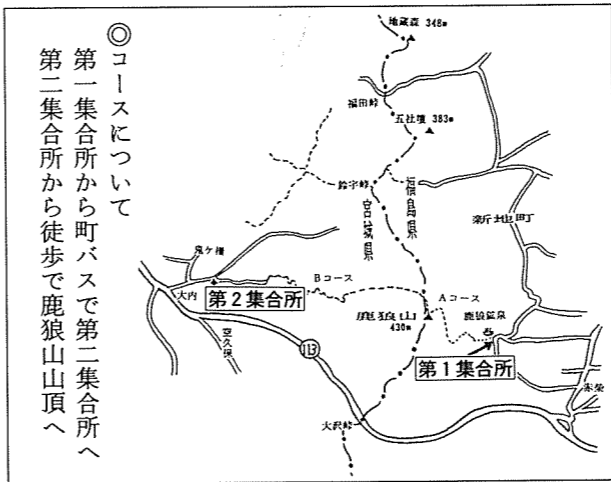 ◎コースについて
第一集合所から町バスで第二集合所へ
第二集合所から徒歩で鹿狼山山頂へ
地蔵森 348m
福田峠
五社壇 383m
鈴宇峠
福島県
宮城県
新地町
鬼ケ柵
大内
第2集合所
Bコース
鹿狼山
430m
Aコース
鹿狼鉱泉
第1集合所
113
大沢峠